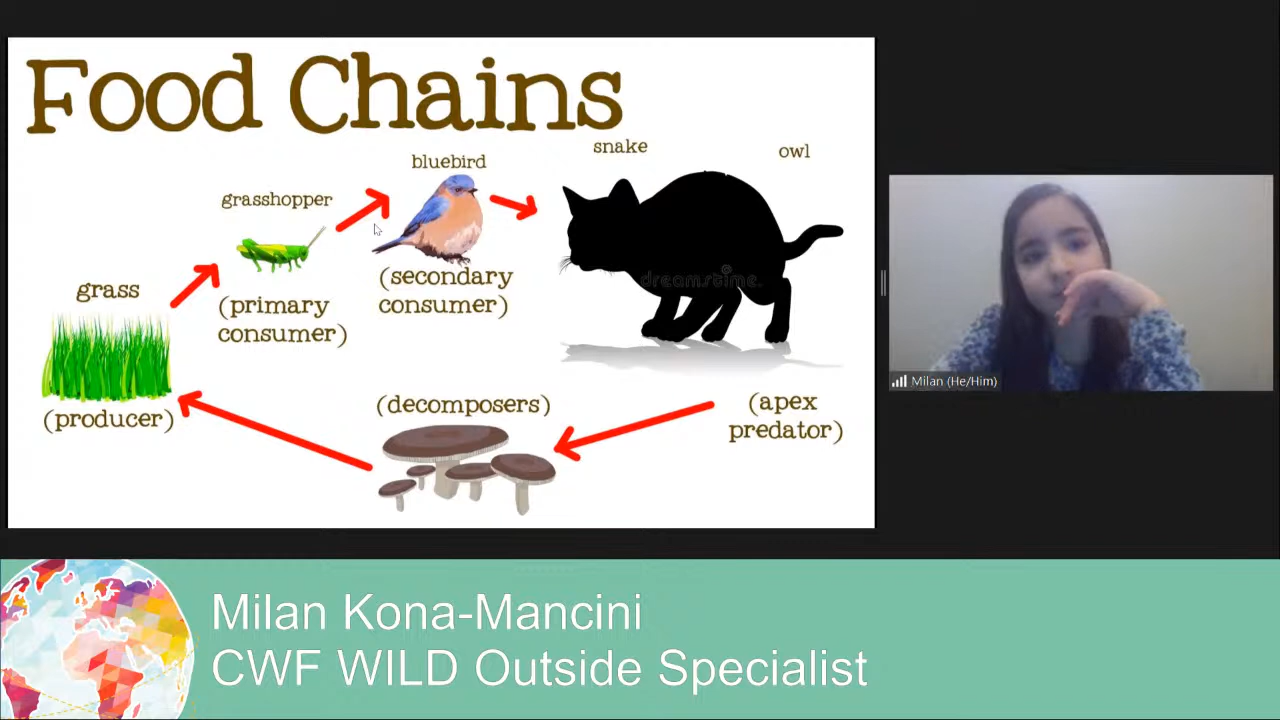 Food Chains
snake
owl
bluebird
grasshopper
(secondary
consumer)
grass
(primary
consumer)
dreamstime.
Milan (He/Him)
(producer)
(decomposers)
(apex
predator)
Milan Kona-Mancini
CWF WILD Outside Specialist